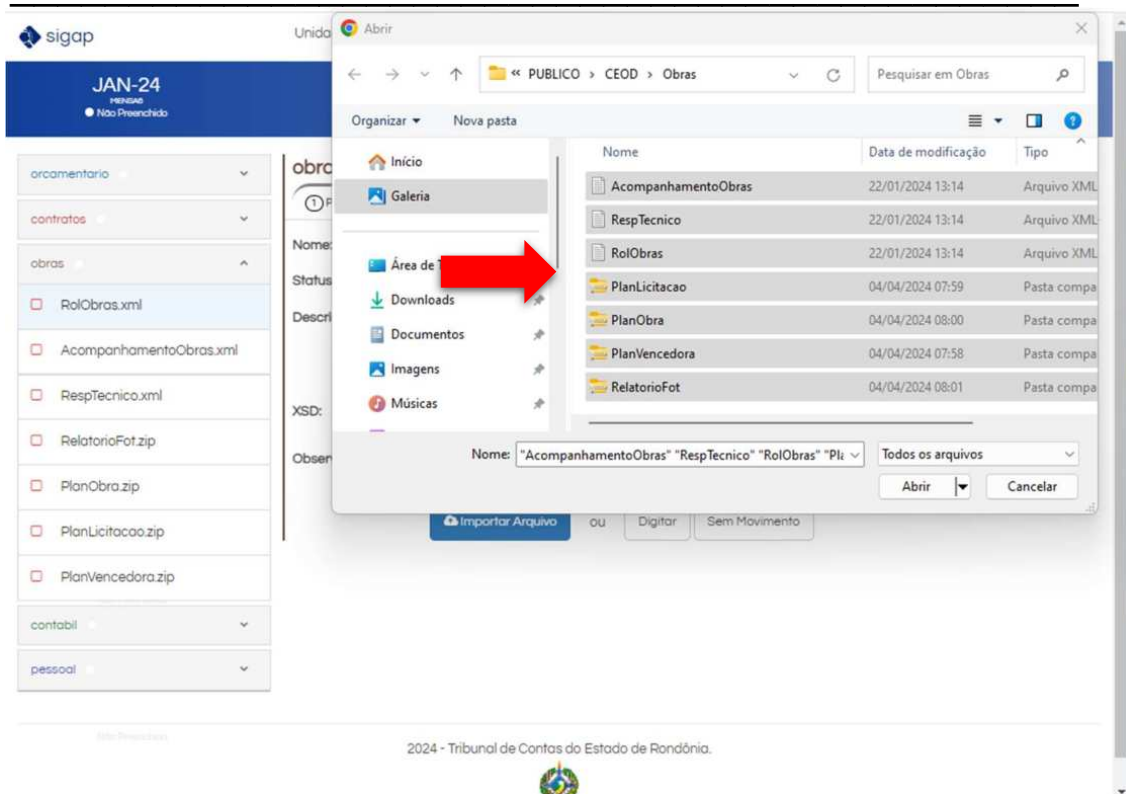 sigap
Unida
JAN-24
MENSAL
Não Preenchido
orcamentario
contratos
obras
RolObras.xml
AcompanhamentoObras.xml
RespTecnico.xml
RelatorioFot.zip
PlanObra.zip
PlanLicitacao.zip
PlanVencedora.zip
contabil
pessoal
obra
1 P
Nome:
Status
Descri
XSD:
Obser
Abrir
« PUBLICO > CEOD > Obras
Pesquisar em Obras
Organizar
Nova pasta
Início
Galeria
Área de T
Downloads
Documentos
Imagens
Músicas
Nome Data de modificação Tipo
AcompanhamentoObras 22/01/2024 13:14 Arquivo XML
RespTecnico 22/01/2024 13:14 Arquivo XML
RolObras 22/01/2024 13:14 Arquivo XML
PlanLicitacao 04/04/2024 07:59 Pasta compa
PlanObra 04/04/2024 08:00 Pasta compa
PlanVencedora 04/04/2024 07:58 Pasta compa
RelatorioFot 04/04/2024 08:01 Pasta compa
Nome: "AcompanhamentoObras" "RespTecnico" "RolObras" "Pla
Todos os arquivos
Abrir
Cancelar
Importar Arquivo ou Digitar Sem Movimento
Não Preenchido
2024 - Tribunal de Contas do Estado de Rondônia.